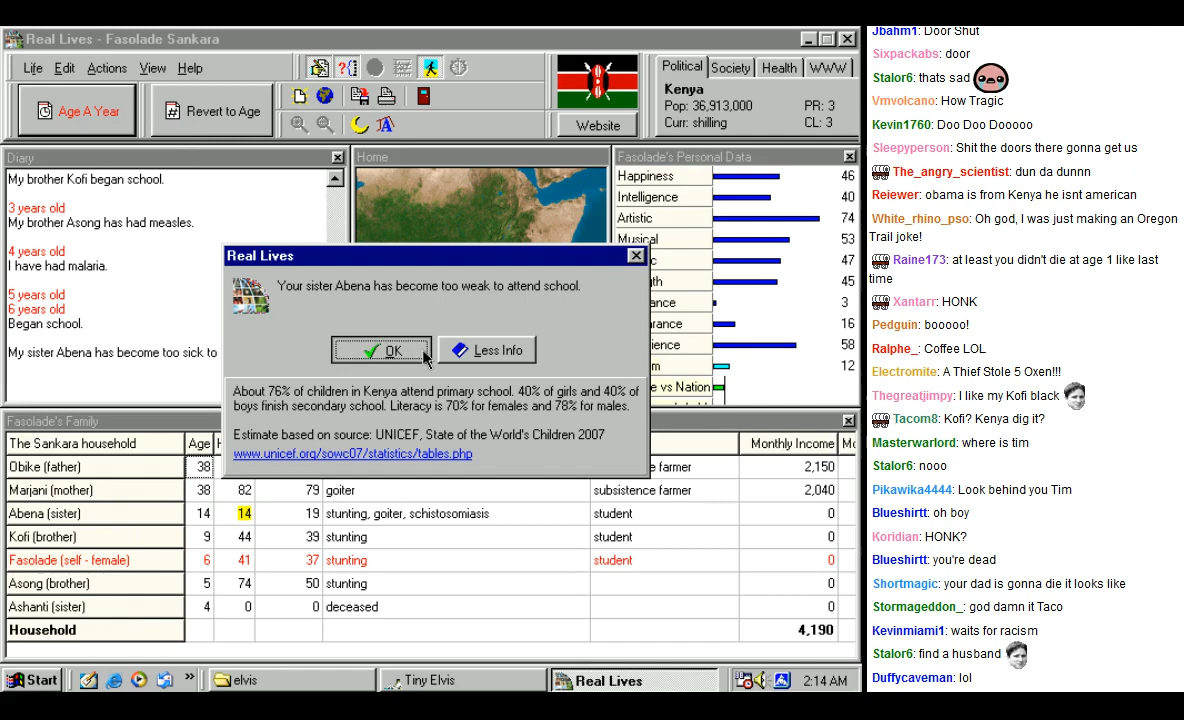 Real Lives - Fasolade Sankara
Life Edit Actions View Help
Age A Year
Revert to Age
Website
Political Society Health WWW
Kenya
Pop: 36,913,000 PR: 3
Curr: shilling CL: 3
Diary
My brother Kofi began school.
3 years old
My brother Asong has had measles.
4 years old
I have had malaria.
5 years old
6 years old
Began school.
My sister Abena has become too sick to
Home
Fasolade's Personal Data
Happiness 46
Intelligence 40
Artistic 74
Musical 53
47
45
3
16
58
12
Real Lives
Your sister Abena has become too weak to attend school.
OK
Less Info
About 76% of children in Kenya attend primary school. 40% of girls and 40% of
boys finish secondary school. Literacy is 70% for females and 78% for males.
Estimate based on source: UNICEF, State of the World's Children 2007
www.unicef.org/sowc07/statistics/tables.php
Fasolade's Family
The Sankara household Age Monthly Income
Obike (father) 38 farmer 2,150
Marjani (mother) 38 82 79 goiter subsistence farmer 2,040
Abena (sister) 14 14 19 stunting, goiter, schistosomiasis student 0
Kofi (brother) 9 44 39 stunting student 0
Fasolade (self - female) 6 41 37 stunting student 0
Asong (brother) 5 74 50 stunting 0
Ashanti (sister) 4 0 0 deceased 0
Household 4,190
Start elvis Tiny Elvis Real Lives 2:14 AM
Jbahm1: Door Shut
Sixpackabs: door
Stalor6: thats sad
Vmvolcano: How Tragic
Kevin1760: Doo Doo Dooooo
Sleepyperson: Shit the doors there gonna get us
The_angry_scientist: dun da dunnn
Reiewer: obama is from Kenya he isnt american
White_rhino_pso: Oh god, I was just making an Oregon
Trail joke!
Raine173: at least you didn't die at age 1 like last
time
Xantarr: HONK
Pedguin: booooo!
Ralphe_: Coffee LOL
Electromite: A Thief Stole 5 Oxen!!!
Thegreatjimpy: I like my Kofi black
Tacom8: Kofi? Kenya dig it?
Masterwarlord: where is tim
Stalor6: nooo
Pikawika4444: Look behind you Tim
Blueshirtt: oh boy
Koridian: HONK?
Blueshirtt: you're dead
Shortmagic: your dad is gonna die it looks like
Stormageddon_: god damn it Taco
Kevinmiami1: waits for racism
Stalor6: find a husband
Duffycaveman: lol